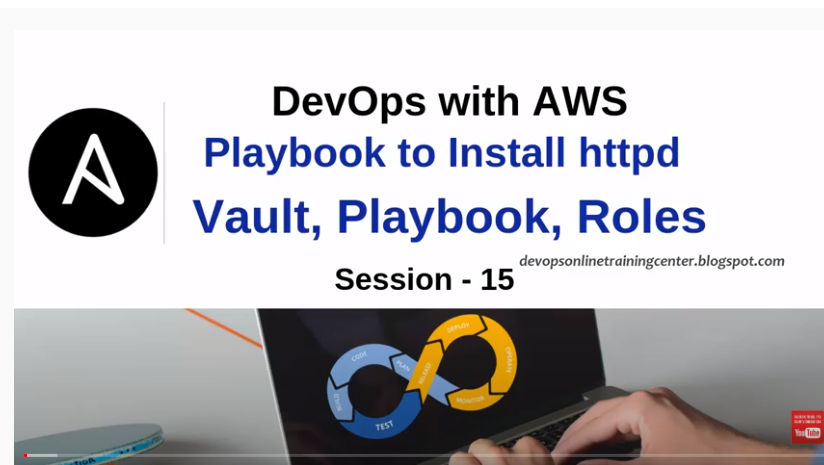 DevOps with AWS
Playbook to Install httpd
Vault, Playbook, Roles
devopsonlinetrainingcenter.blogspot.com
Session - 15
CODE
PLAN
BUILD
TEST
RELEASE
DEPLOY
OPERATE
MONITOR
YouTube